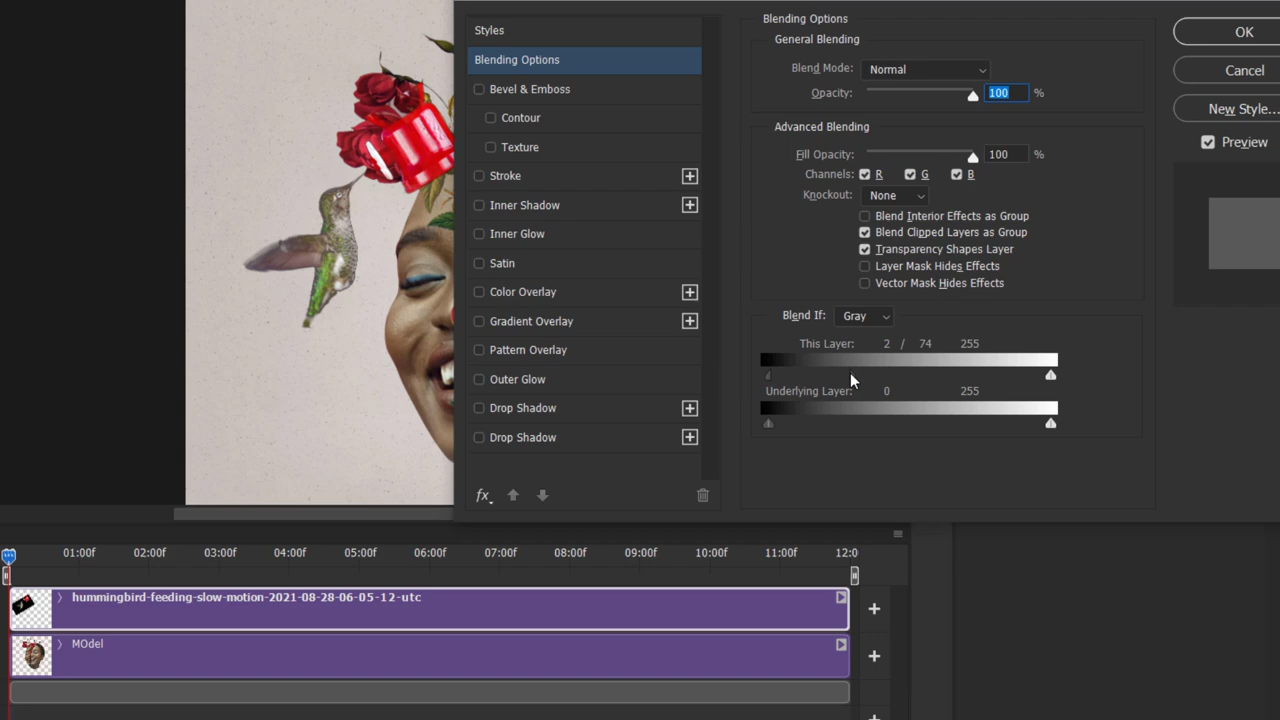 Styles
Blending Options
Bevel & Emboss
Contour
Texture
Stroke
Inner Shadow
Inner Glow
Satin
Color Overlay
Gradient Overlay
Pattern Overlay
Outer Glow
Drop Shadow
Drop Shadow
fx
Blending Options
General Blending
Blend Mode: Normal
Opacity: 100 %
Advanced Blending
Fill Opacity: 100 %
Channels: R G B
Knockout: None
Blend Interior Effects as Group
Blend Clipped Layers as Group
Transparency Shapes Layer
Layer Mask Hides Effects
Vector Mask Hides Effects
Blend If: Gray
This Layer: 2 / 74 255
Underlying Layer: 0 255
OK
Cancel
New Style...
Preview
01:00f 02:00f 03:00f 04:00f 05:00f 06:00f 07:00f 08:00f 09:00f 10:00f 11:00f 12:0
hummingbird-feeding-slow-motion-2021-08-28-06-05-12-utc
MOdel